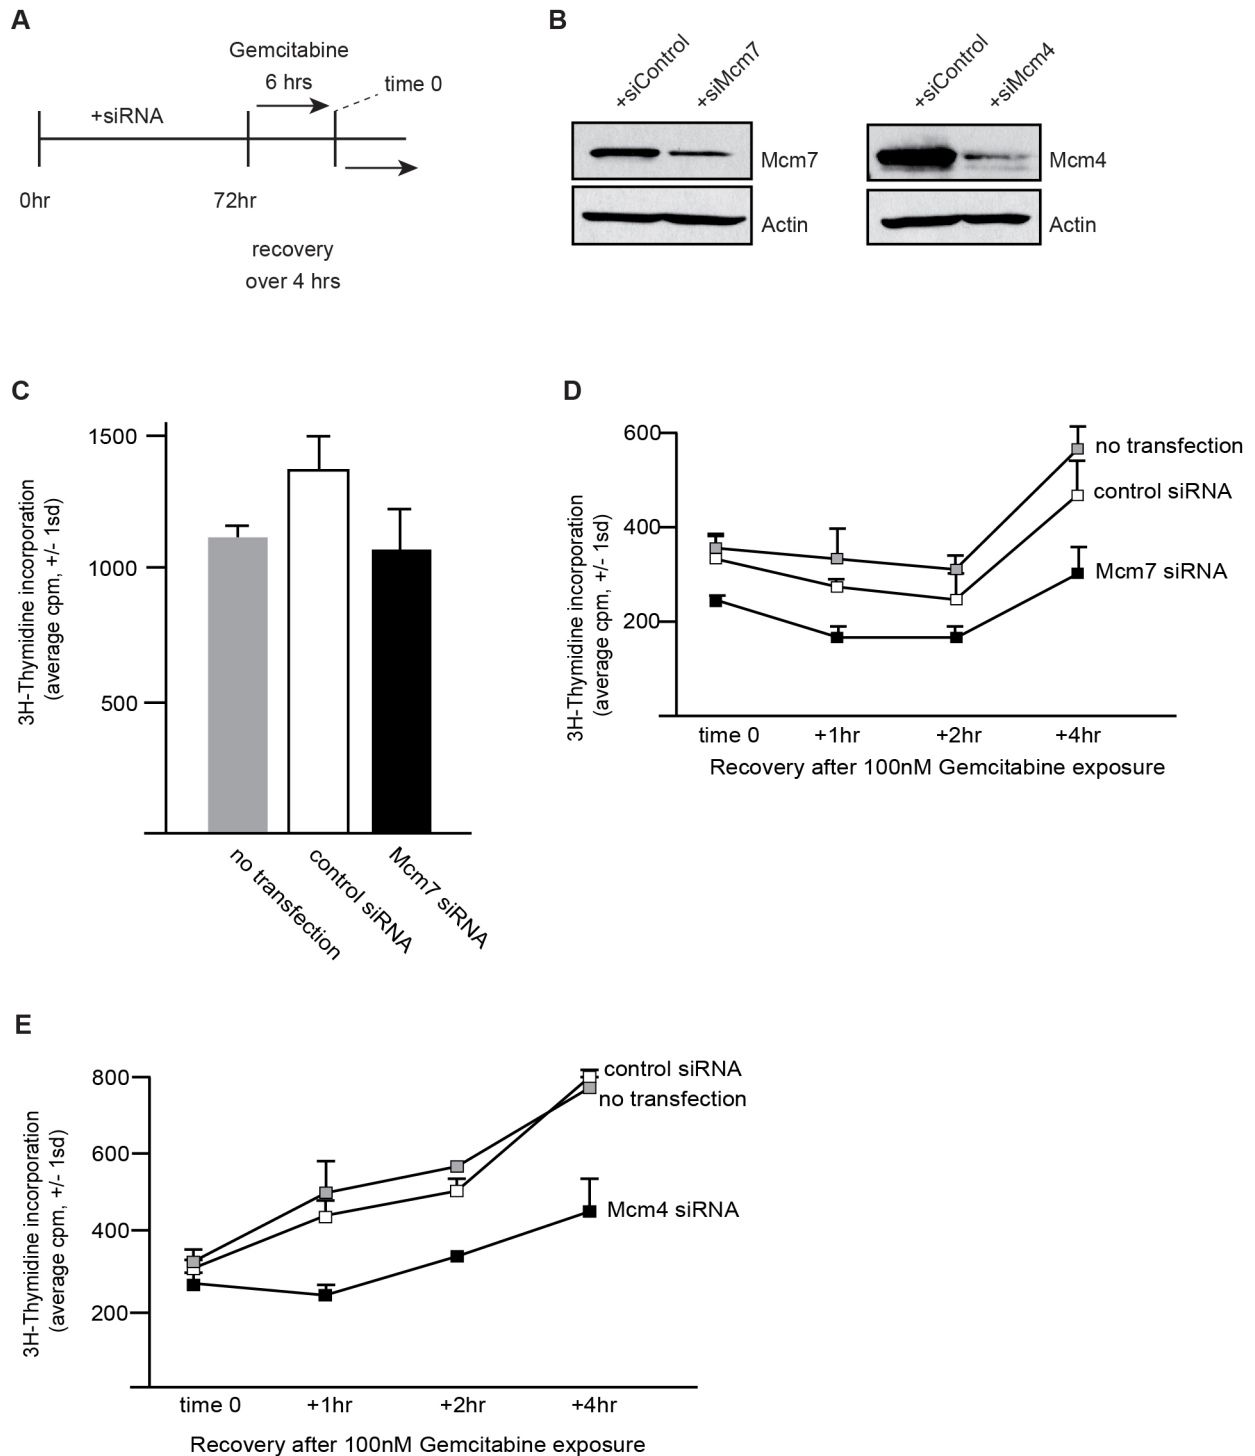 A
Gemcitabine
6 hrs
time 0
+siRNA
0hr
72hr
recovery
over 4 hrs
B
+siControl
+siMcm7
+siControl
+siMcm4
Mcm7
Mcm4
Actin
Actin
C
3H-Thymidine incorporation
(average cpm, +/- 1sd)
1500
1000
500
no transfection
control siRNA
Mcm7 siRNA
D
3H-Thymidine incorporation
(average cpm, +/- 1sd)
600
400
200
no transfection
control siRNA
Mcm7 siRNA
time 0
+1hr
+2hr
+4hr
Recovery after 100nM Gemcitabine exposure
E
3H-Thymidine incorporation
(average cpm, +/- 1sd)
800
600
400
200
control siRNA
no transfection
Mcm4 siRNA
time 0
+1hr
+2hr
+4hr
Recovery after 100nM Gemcitabine exposure